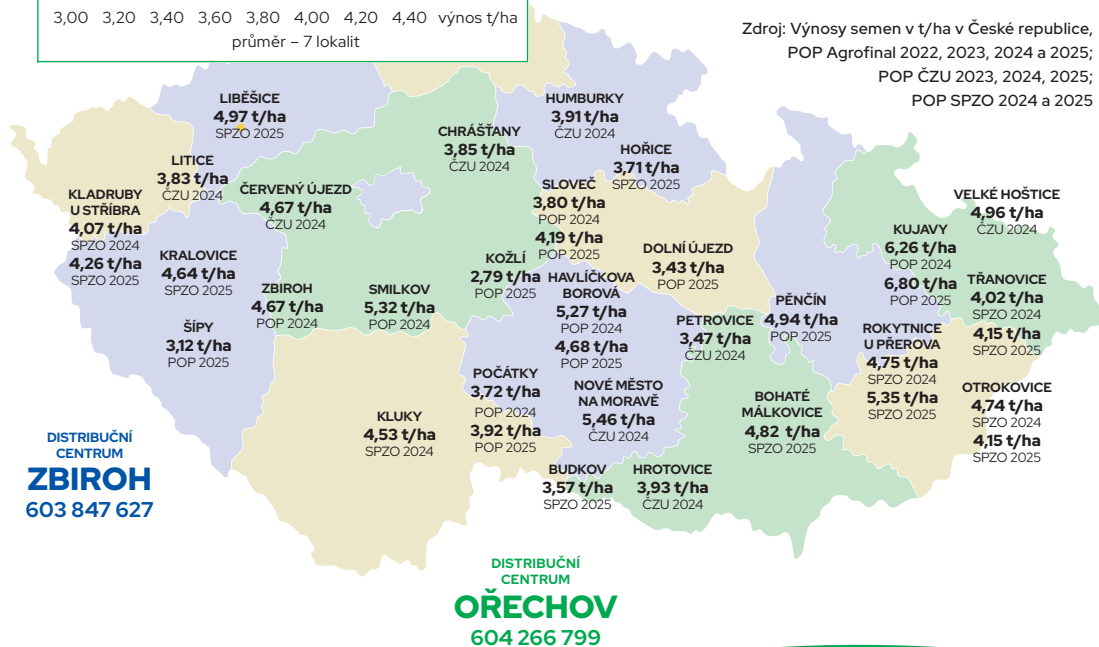 3,00 3,20 3,40 3,60 3,80 4,00 4,20 4,40 výnos t/ha
průměr – 7 lokalit
Zdroj: Výnosy semen v t/ha v České republice,
POP Agrofinal 2022, 2023, 2024 a 2025;
POP ČZU 2023, 2024, 2025;
POP SPZO 2024 a 2025
LIBĚŠICE
4,97 t/ha
SPZO 2025
HUMBURKY
3,91 t/ha
ČZU 2024
CHRÁŠŤANY
3,85 t/ha
ČZU 2024
HOŘICE
3,71 t/ha
SPZO 2025
LITICE
3,83 t/ha
ČZU 2024
KLADRUBY
U STŘÍBRA
4,07 t/ha
SPZO 2024
4,26 t/ha
SPZO 2025
ČERVENÝ ÚJEZD
4,67 t/ha
ČZU 2024
SLOVEČ
3,80 t/ha
POP 2024
4,19 t/ha
POP 2025
VELKÉ HOŠTICE
4,96 t/ha
ČZU 2024
KUJAVY
6,26 t/ha
POP 2024
6,80 t/ha
POP 2025
DOLNÍ ÚJEZD
3,43 t/ha
POP 2025
KRALOVICE
4,64 t/ha
SPZO 2025
KOŽLÍ
2,79 t/ha
POP 2025
HAVLÍČKOVA
BOROVÁ
5,27 t/ha
POP 2024
4,68 t/ha
POP 2025
TŘANOVICE
4,02 t/ha
SPZO 2024
4,15 t/ha
SPZO 2025
ZBIROH
4,67 t/ha
POP 2024
SMILKOV
5,32 t/ha
POP 2024
PĚNČÍN
4,94 t/ha
POP 2025
PETROVICE
3,47 t/ha
ČZU 2024
ŠÍPY
3,12 t/ha
POP 2025
ROKYTNICE
U PŘEROVA
4,75 t/ha
SPZO 2024
5,35 t/ha
SPZO 2025
POČÁTKY
3,72 t/ha
POP 2024
3,92 t/ha
POP 2025
NOVÉ MĚSTO
NA MORAVĚ
5,46 t/ha
ČZU 2024
OTROKOVICE
4,74 t/ha
SPZO 2024
4,15 t/ha
SPZO 2025
BOHATÉ
MÁLKOVICE
4,82 t/ha
SPZO 2025
KLUKY
4,53 t/ha
SPZO 2024
BUDKOV
3,57 t/ha
SPZO 2025
HROTOVICE
3,93 t/ha
ČZU 2024
DISTRIBUČNÍ
CENTRUM
ZBIROH
603 847 627
DISTRIBUČNÍ
CENTRUM
OŘECHOV
604 266 799